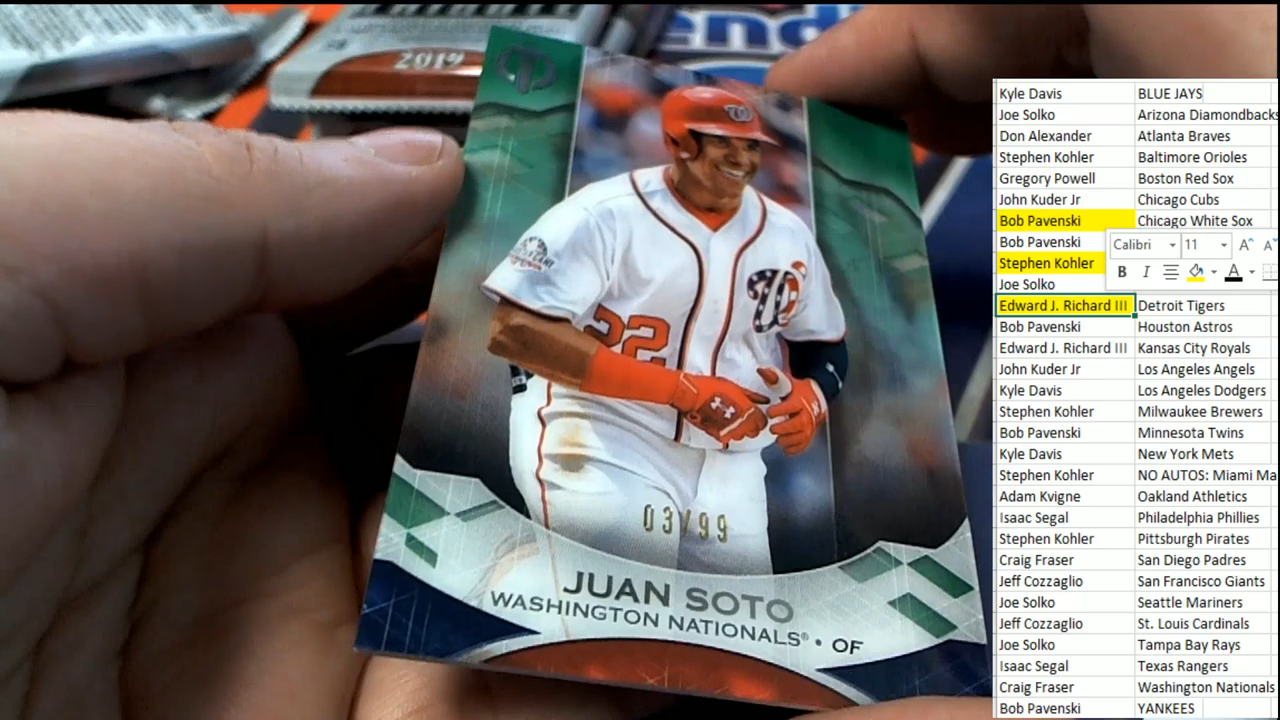 2019
endi
22
03/99
JUAN SOTO
WASHINGTON NATIONALS® • OF
Kyle Davis BLUE JAYS
Joe Solko Arizona Diamondbacks
Don Alexander Atlanta Braves
Stephen Kohler Baltimore Orioles
Gregory Powell Boston Red Sox
John Kuder Jr Chicago Cubs
Bob Pavenski Chicago White Sox
Bob Pavenski
Calibri 11 A A
Stephen Kohler
B I A
Joe Solko
Edward J. Richard III Detroit Tigers
Bob Pavenski Houston Astros
Edward J. Richard III Kansas City Royals
John Kuder Jr Los Angeles Angels
Kyle Davis Los Angeles Dodgers
Stephen Kohler Milwaukee Brewers
Bob Pavenski Minnesota Twins
Kyle Davis New York Mets
Stephen Kohler NO AUTOS: Miami Ma
Adam Kvigne Oakland Athletics
Isaac Segal Philadelphia Phillies
Stephen Kohler Pittsburgh Pirates
Craig Fraser San Diego Padres
Jeff Cozzaglio San Francisco Giants
Joe Solko Seattle Mariners
Jeff Cozzaglio St. Louis Cardinals
Joe Solko Tampa Bay Rays
Isaac Segal Texas Rangers
Craig Fraser Washington Nationals
Bob Pavenski YANKEES